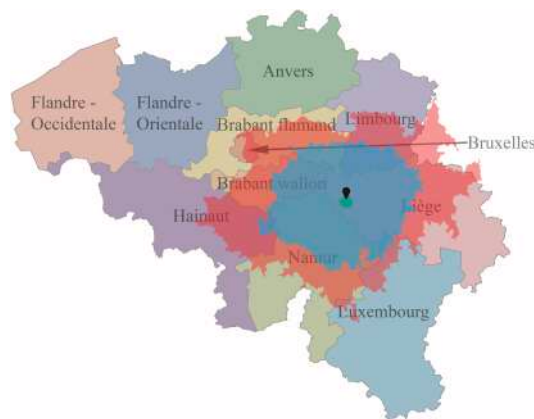 Anvers
Flandre -
Occidentale
Flandre -
Orientale
Brabant flamand
Limbourg
Bruxelles
Brabant wallon
Hainaut
Liège
Namur
Luxembourg